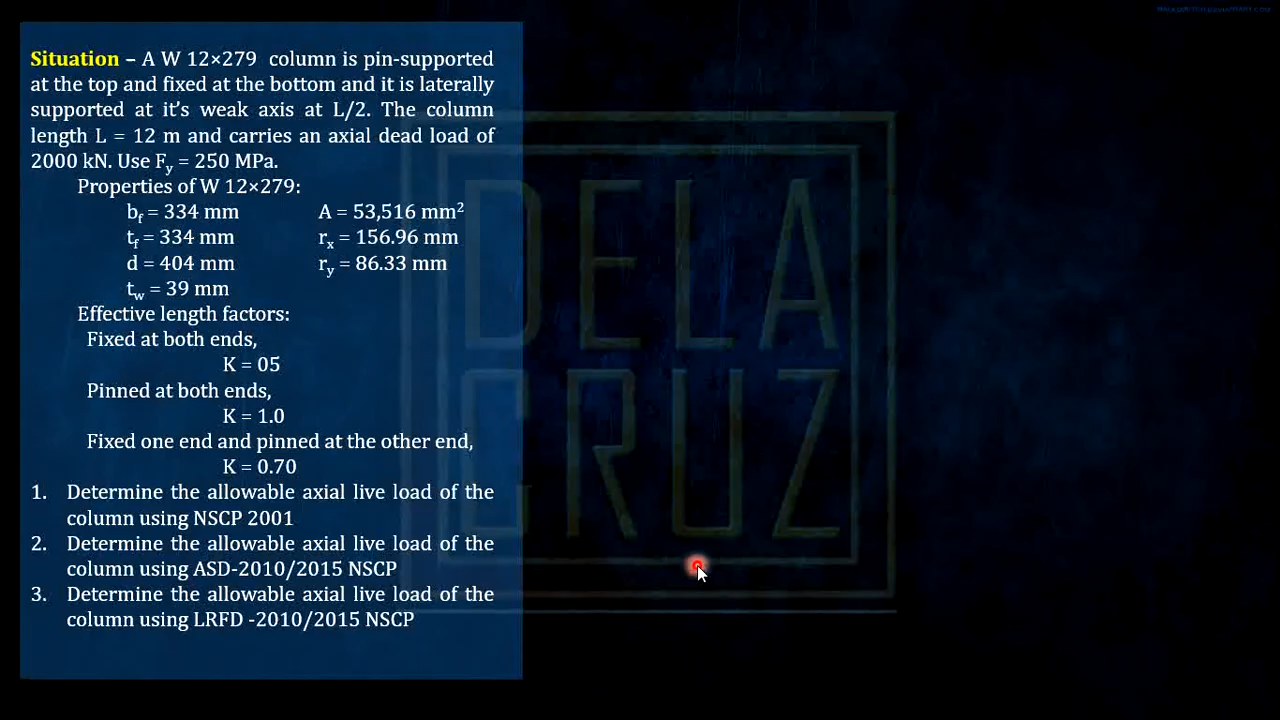 Situation – A W 12×279 column is pin-supported
at the top and fixed at the bottom and it is laterally
supported at it's weak axis at L/2. The column
length L = 12 m and carries an axial dead load of
2000 kN. Use Fy = 250 MPa.
Properties of W 12×279:
bf = 334 mm A = 53,516 mm²
tf = 334 mm rx = 156.96 mm
d = 404 mm ry = 86.33 mm
tw = 39 mm
Effective length factors:
Fixed at both ends,
K = 05
Pinned at both ends,
K = 1.0
Fixed one end and pinned at the other end,
K = 0.70
1. Determine the allowable axial live load of the
column using NSCP 2001
2. Determine the allowable axial live load of the
column using ASD-2010/2015 NSCP
3. Determine the allowable axial live load of the
column using LRFD -2010/2015 NSCP
DELA
CRUZ